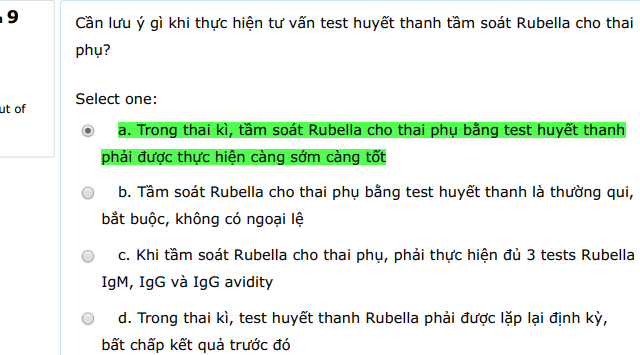 9
Cần lưu ý gì khi thực hiện tư vấn test huyết thanh tầm soát Rubella cho thai
phụ?
ut of
Select one:
a. Trong thai kì, tầm soát Rubella cho thai phụ bằng test huyết thanh
phải được thực hiện càng sớm càng tốt
b. Tầm soát Rubella cho thai phụ bằng test huyết thanh là thường qui,
bắt buộc, không có ngoại lệ
c. Khi tầm soát Rubella cho thai phụ, phải thực hiện đủ 3 tests Rubella
IgM, IgG và IgG avidity
d. Trong thai kì, test huyết thanh Rubella phải được lặp lại định kỳ,
bất chấp kết quả trước đó